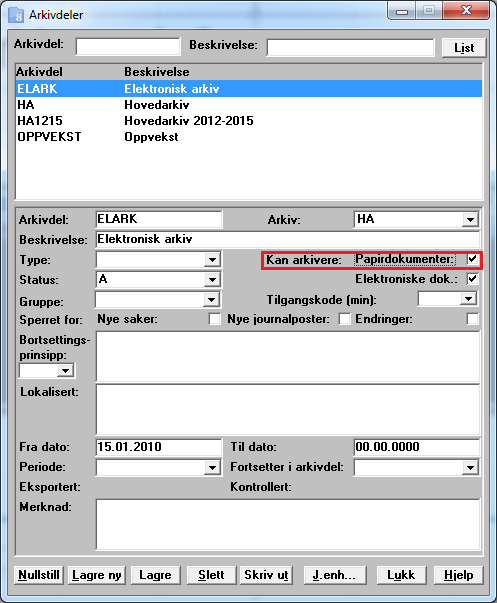 Arkivdeler
Arkivdel: Beskrivelse: List
Arkivdel Beskrivelse
ELARK Elektronisk arkiv
HA Hovedarkiv
HA1215 Hovedarkiv 2012-2015
OPPVEKST Oppvekst
Arkivdel: ELARK Arkiv: HA
Beskrivelse: Elektronisk arkiv
Type: Kan arkivere: Papirdokumenter:
Status: A Elektroniske dok.:
Gruppe: Tilgangskode (min):
Sperret for: Nye saker: Nye journalposter: Endringer:
Bortsettings-
prinsipp:
Lokalisert:
Fra dato: 15.01.2010 Til dato: 00.00.0000
Periode: Fortsetter i arkivdel:
Eksportert: Kontrollert:
Merknad:
Nullstill Lagre ny Lagre Slett Skriv ut J.enh... Lukk Hjelp